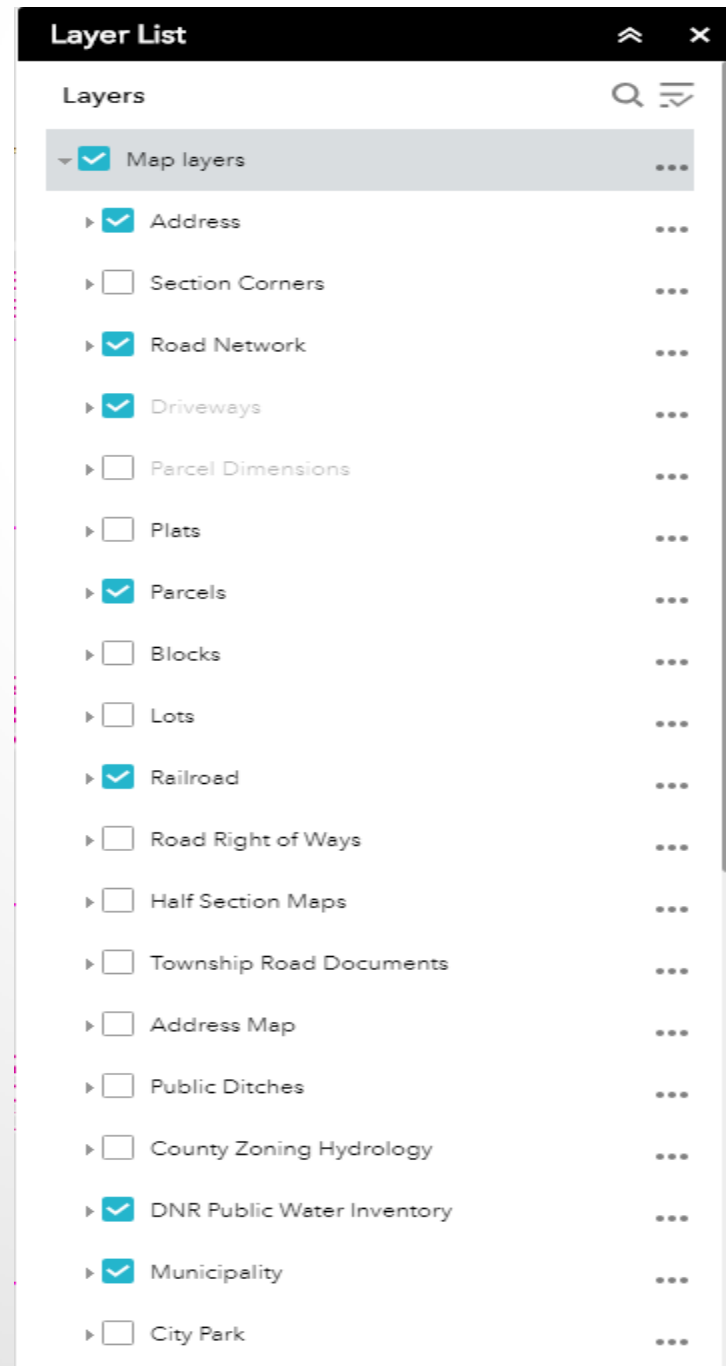 Layer List
Layers
Map layers
Address
Section Corners
Road Network
Driveways
Parcel Dimensions
Plats
Parcels
Blocks
Lots
Railroad
Road Right of Ways
Half Section Maps
Township Road Documents
Address Map
Public Ditches
County Zoning Hydrology
DNR Public Water Inventory
Municipality
City Park